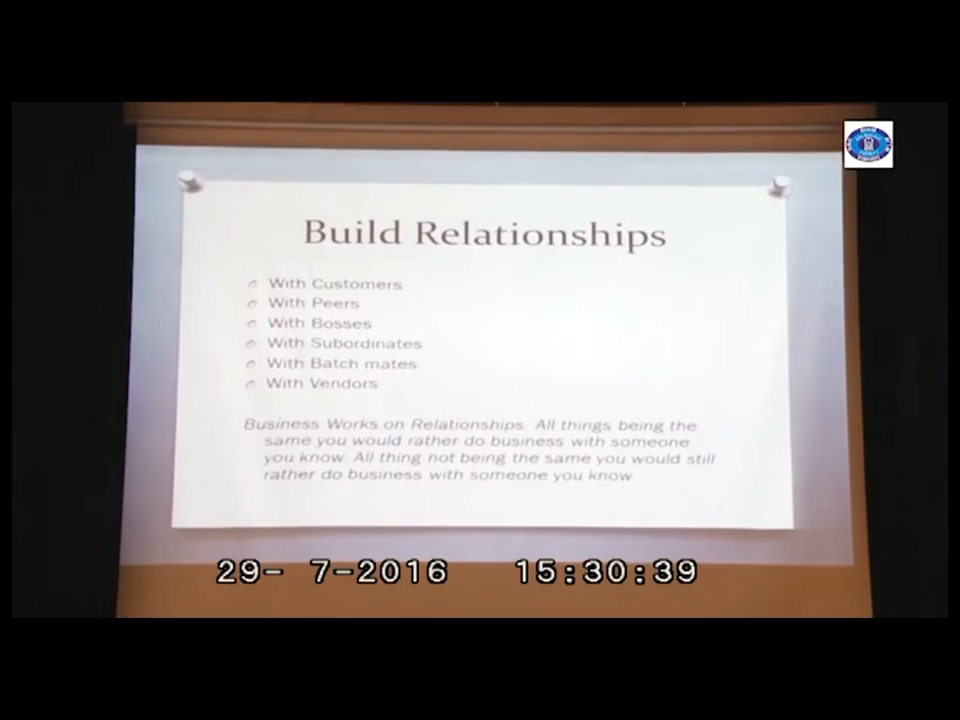 Build Relationships
With Customers
With Peers
With Bosses
With Subordinates
With Batch mates
With Vendors
Business Works on Relationships. All things being the
same you would rather do business with someone
you know. All thing not being the same you would still
rather do business with someone you know
29- 7-2016 15:30:39